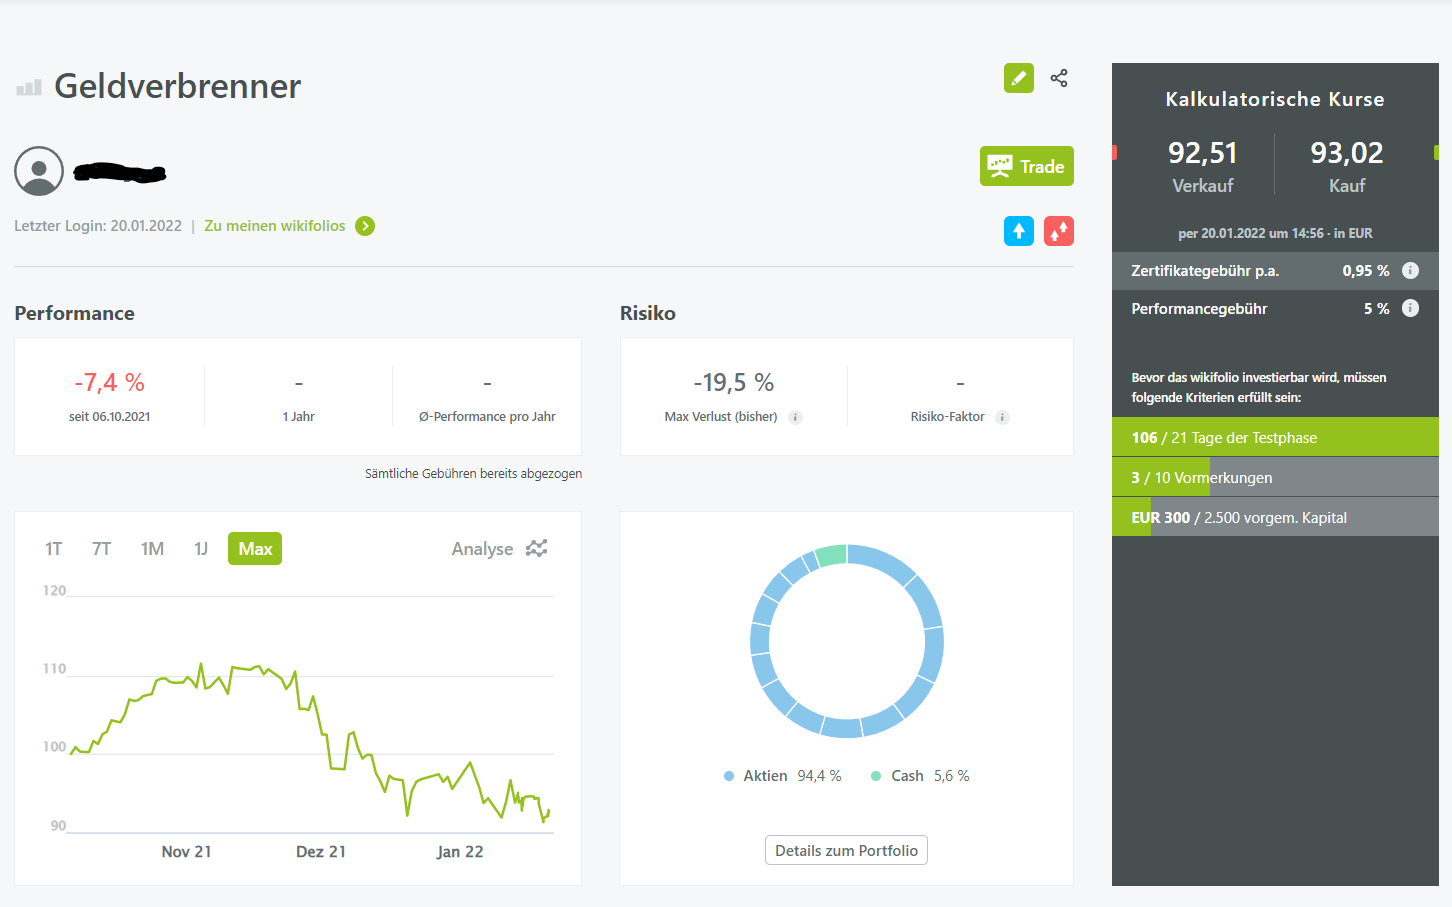 Geldverbrenner
Trade
Letzter Login: 20.01.2022 | Zu meinen wikifolios
Performance
-7,4 %
seit 06.10.2021
-
1 Jahr
-
Ø-Performance pro Jahr
Sämtliche Gebühren bereits abgezogen
Risiko
-19,5 %
Max Verlust (bisher) i
-
Risiko-Faktor i
1T 7T 1M 1J Max Analyse
120
110
100
90
Nov 21 Dez 21 Jan 22
Aktien 94,4 % Cash 5,6 %
Details zum Portfolio
Kalkulatorische Kurse
92,51 93,02
Verkauf Kauf
per 20.01.2022 um 14:56 - in EUR
Zertifikategebühr p.a. 0,95 % i
Performancegebühr 5 % i
Bevor das wikifolio investierbar wird, müssen
folgende Kriterien erfüllt sein:
106 / 21 Tage der Testphase
3 / 10 Vormerkungen
EUR 300 / 2.500 vorgem. Kapital